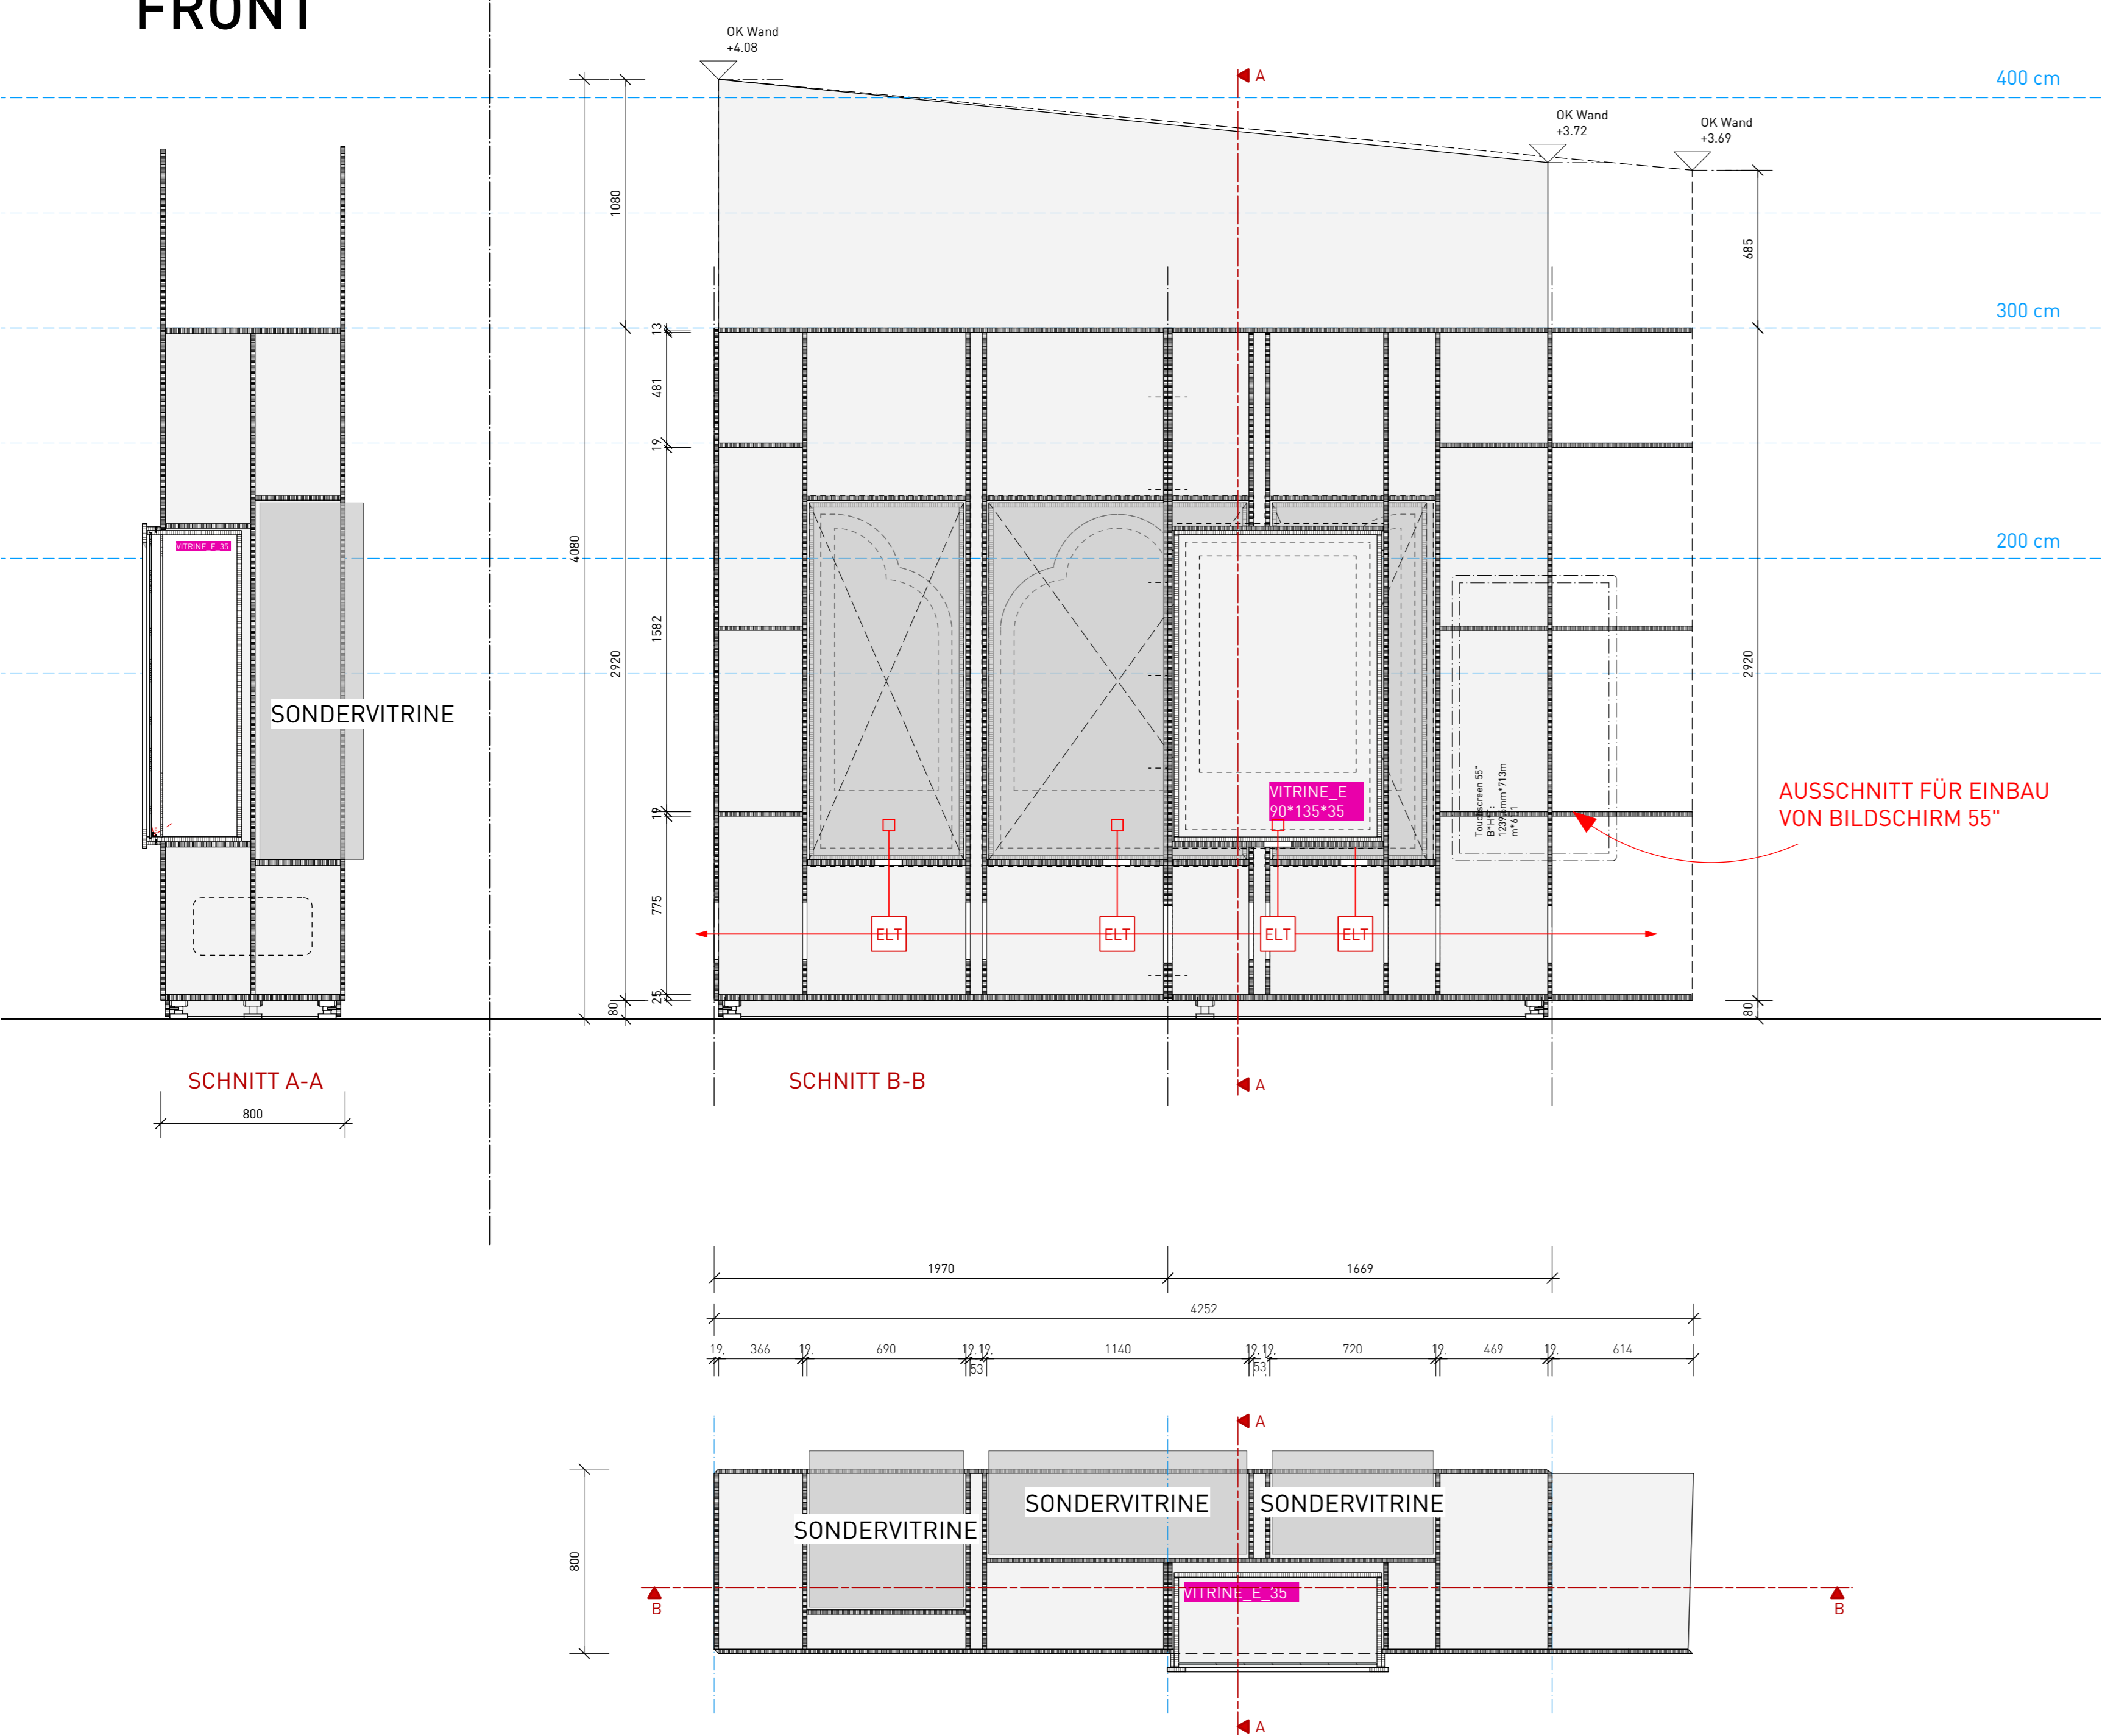 FRONT
OK Wand
+4.08
A
400 cm
OK Wand
+3.72
OK Wand
+3.69
1080
685
300 cm
13
481
19
VITRINE_E_35
4080
200 cm
1582
2920
2920
SONDERVITRINE
VITRINE_E
90*135*35
Touchscreen 55"
AUSSCHNITT FÜR EINBAU
VON BILDSCHIRM 55"
19
775
ELT
ELT
ELT
ELT
25
80
80
SCHNITT A-A
SCHNITT B-B
A
800
1970
1669
4252
19.
366
19.
690
19.
19.
1140
19.
19.
720
19.
469
19.
614
53
53
A
SONDERVITRINE
SONDERVITRINE
SONDERVITRINE
800
VITRINE_E_35
B
B
A